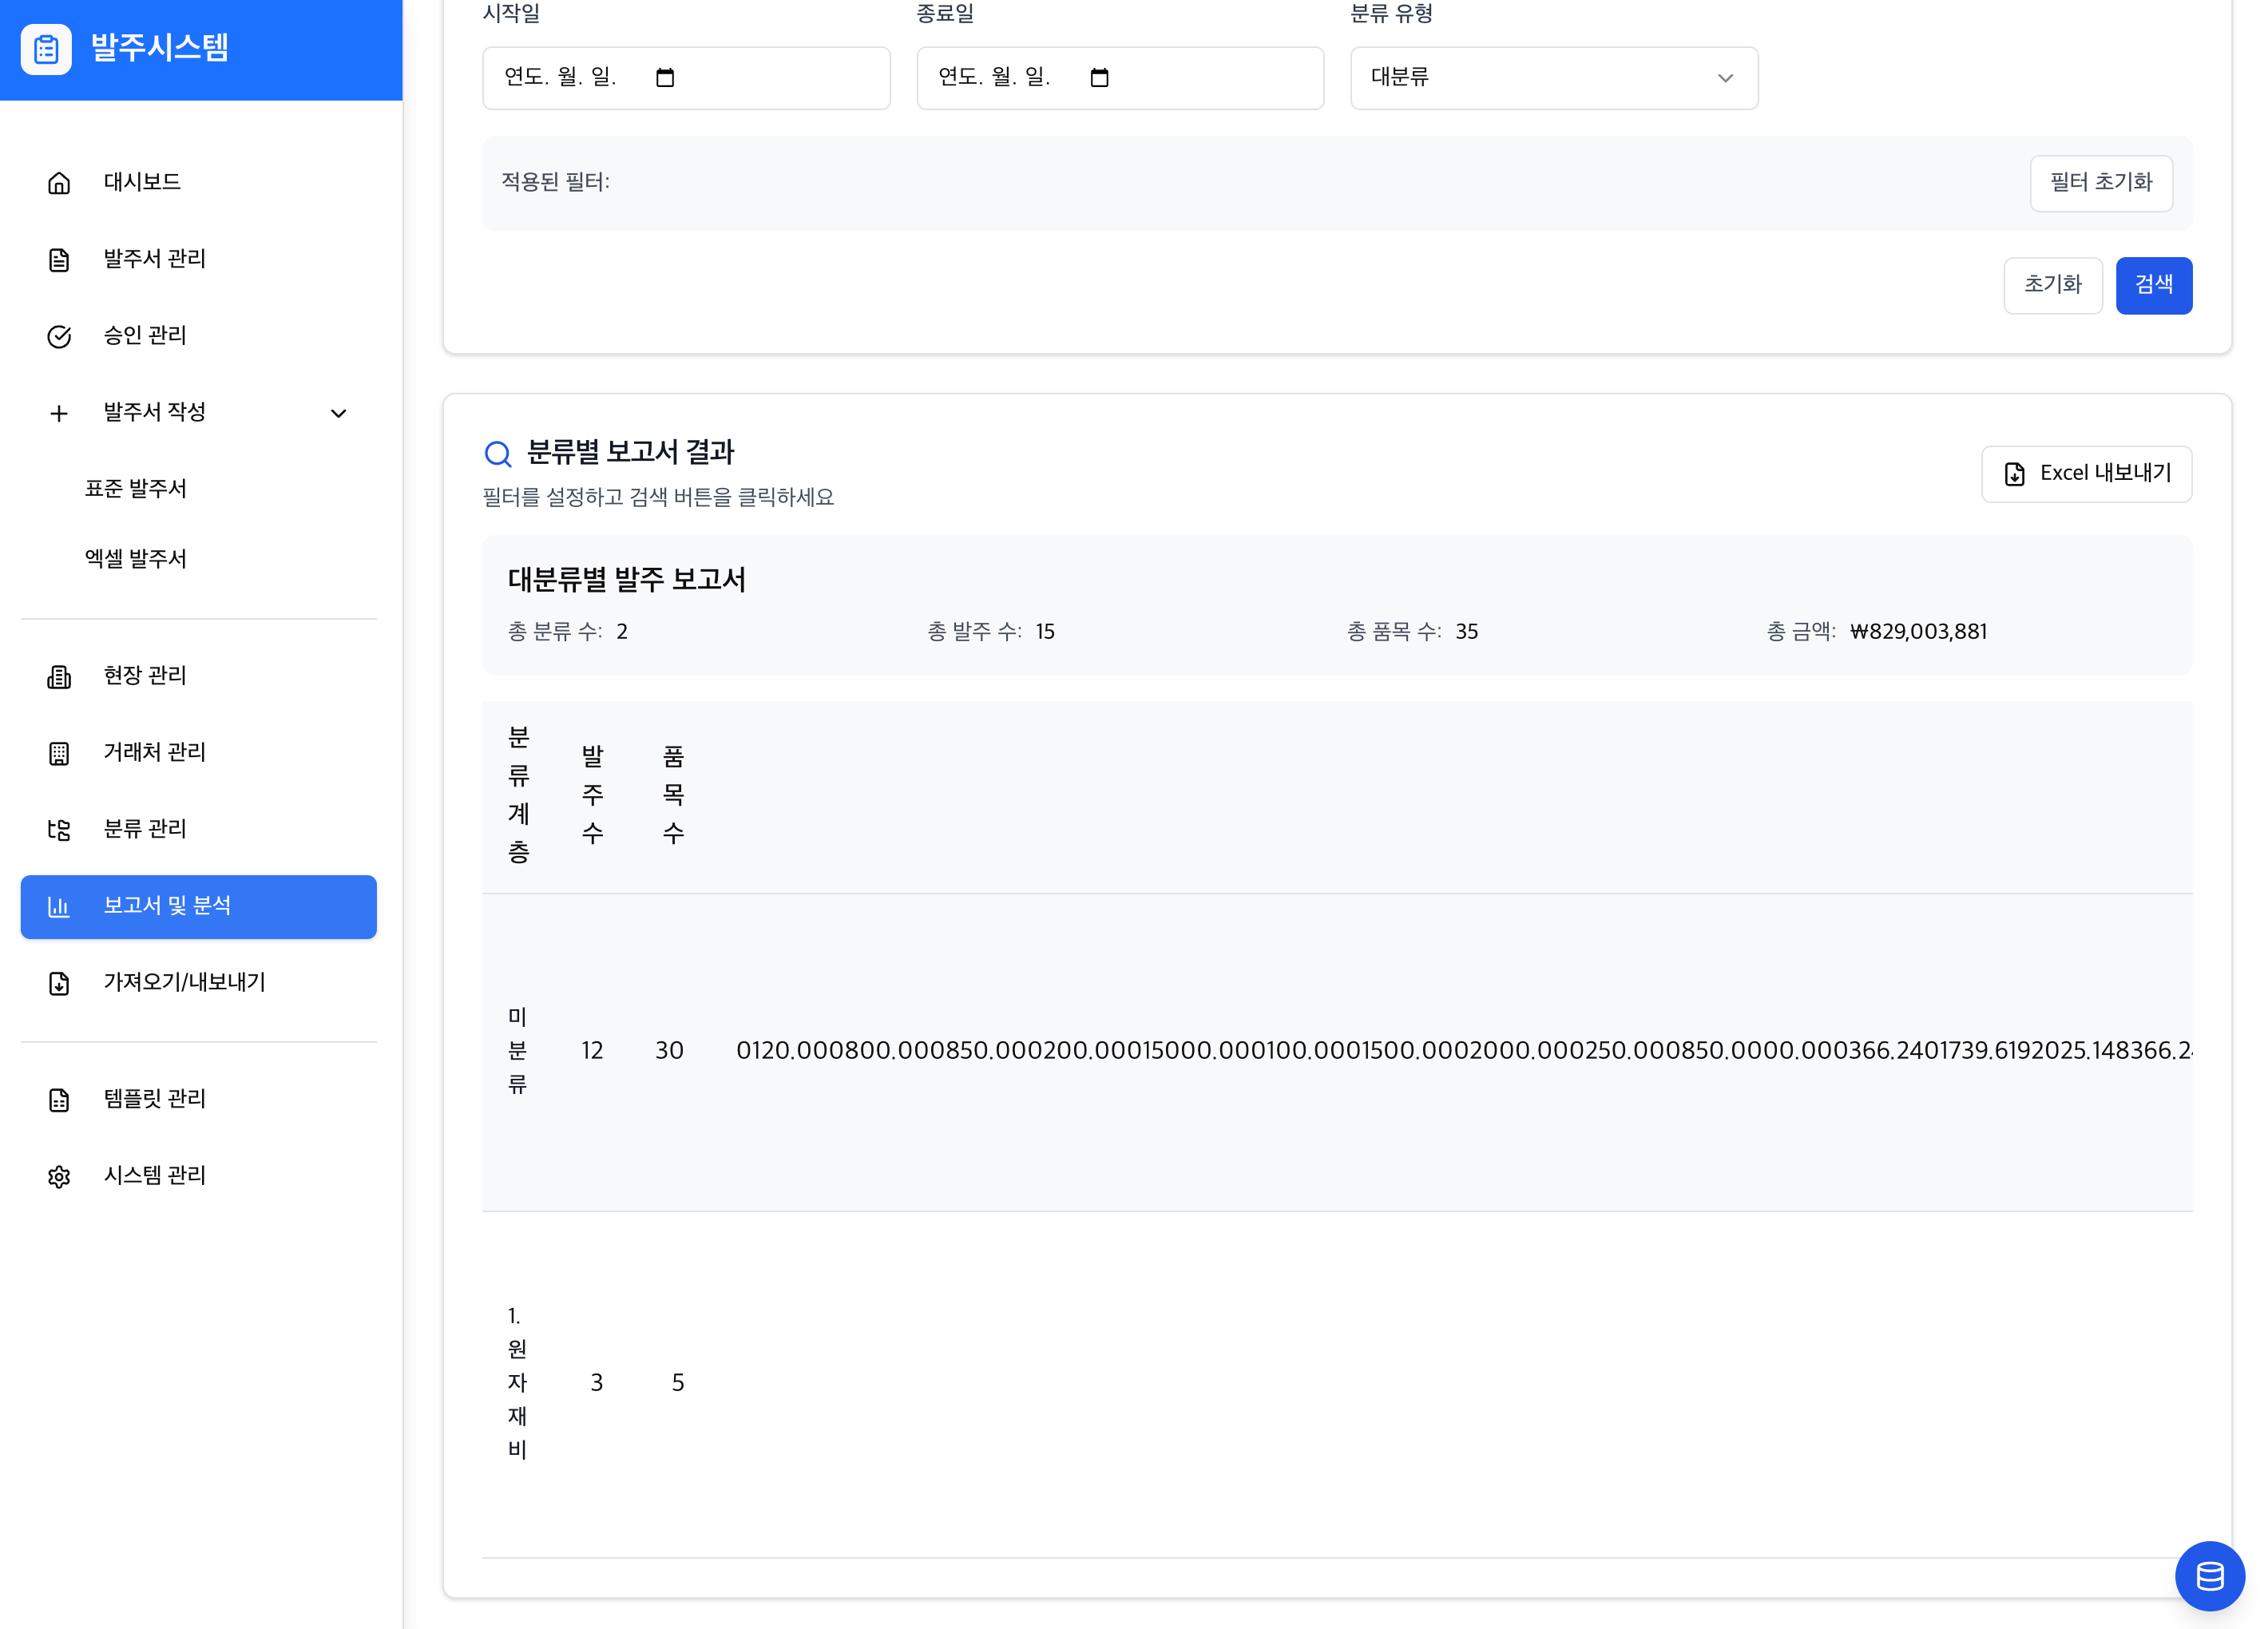 발주시스템
대시보드
발주서 관리
승인 관리
발주서 작성
표준 발주서
엑셀 발주서
현장 관리
거래처 관리
분류 관리
보고서 및 분석
가져오기/내보내기
템플릿 관리
시스템 관리
시작일 종료일 분류 유형
연도. 월. 일. 연도. 월. 일. 대분류
적용된 필터: 필터 초기화
초기화 검색
분류별 보고서 결과
필터를 설정하고 검색 버튼을 클릭하세요
Excel 내보내기
대분류별 발주 보고서
총 분류 수: 2 총 발주 수: 15 총 품목 수: 35 총 금액: ₩829,003,881
분류계층 발주수 품목수
미분류 12 30 0120.000800.000850.000200.00015000.000100.0001500.0002000.000250.000850.0000.000366.2401739.6192025.148366.2
1. 원자재비 3 5